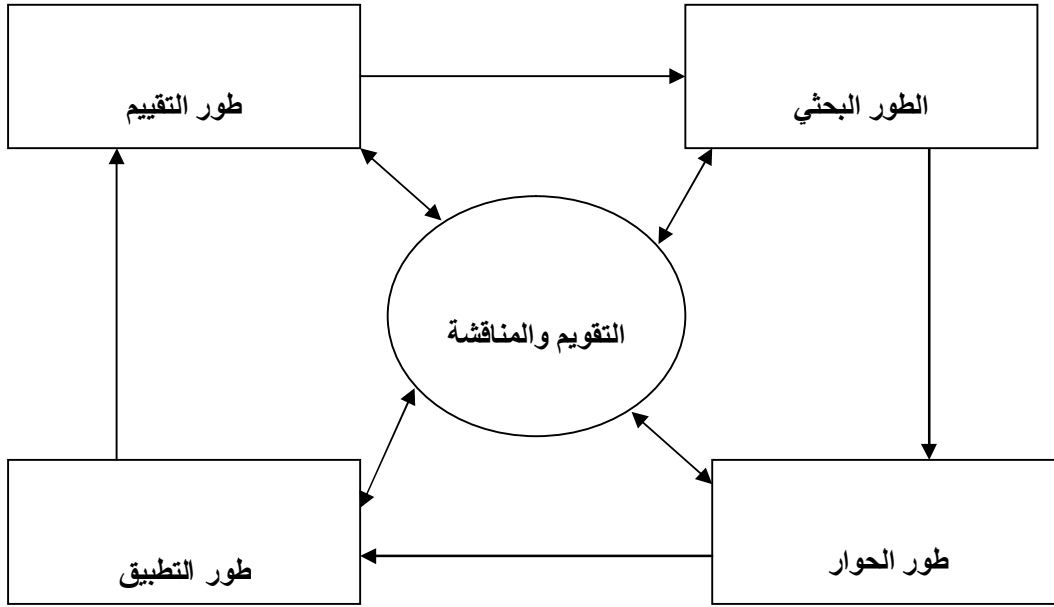 الطور البحثي
طور التقييم
التقويم والمناقشة
طور الحوار
طور التطبيق